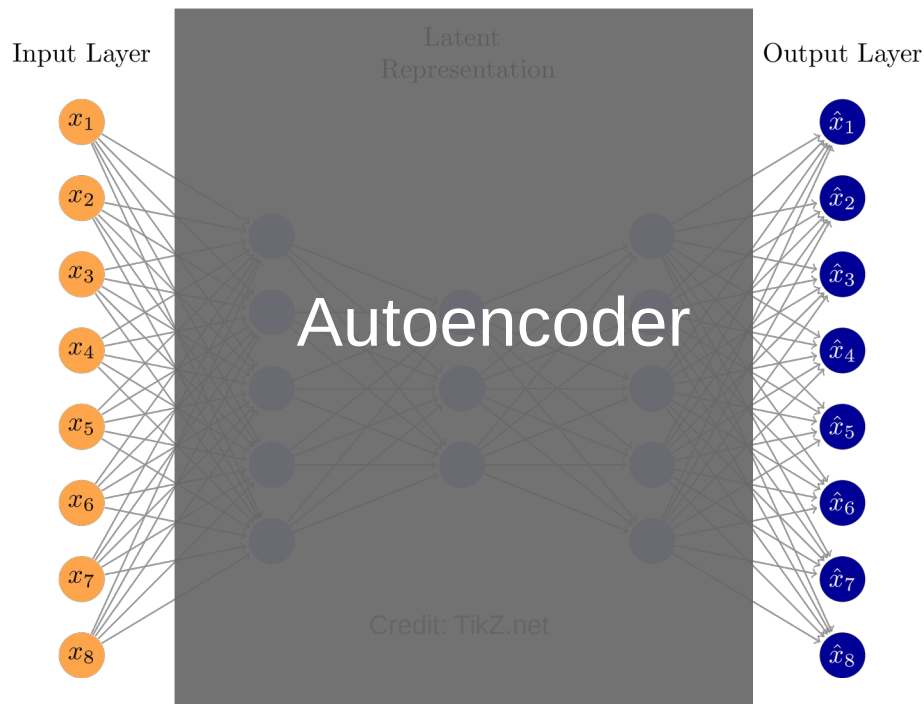 Input Layer
Latent
Representation
Output Layer
x₁
x₂
x₃
x₄
x₅
x₆
x₇
x₈
Autoencoder
Credit: TikZ.net
x̂₁
x̂₂
x̂₃
x̂₄
x̂₅
x̂₆
x̂₇
x̂₈